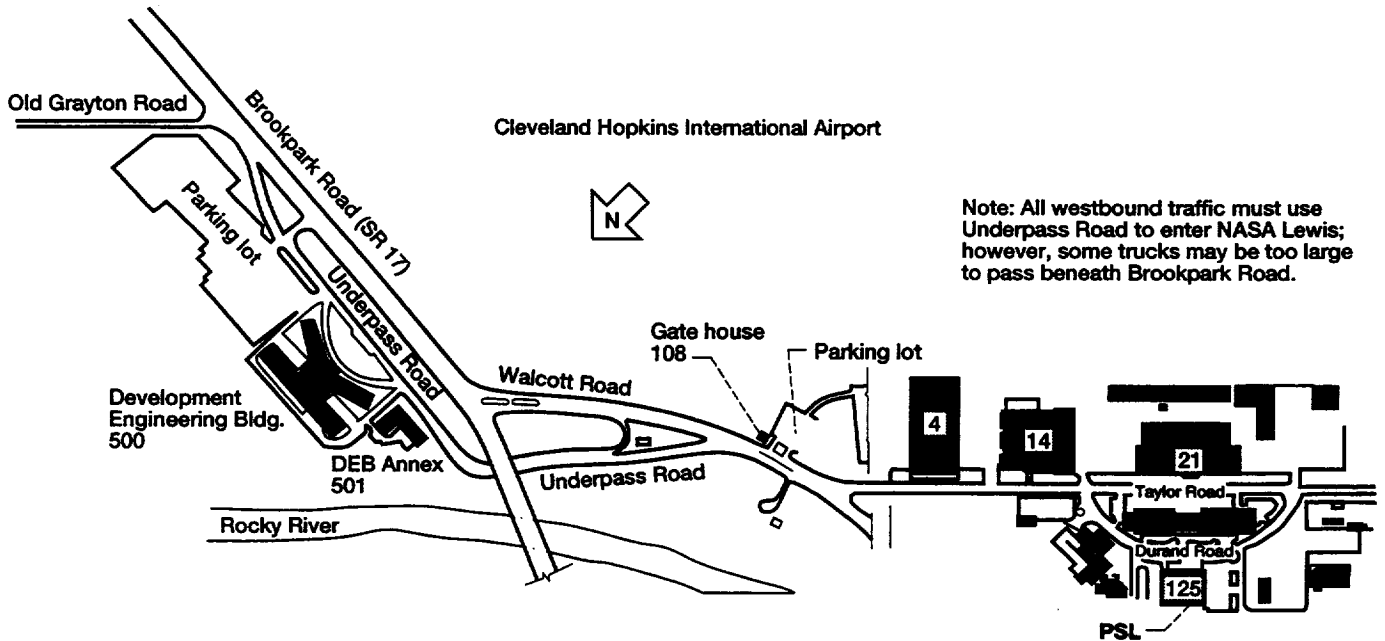 Old Grayton Road
Brookpark Road (SR 17)
Cleveland Hopkins International Airport
N
Note: All westbound traffic must use
Underpass Road to enter NASA Lewis;
however, some trucks may be too large
to pass beneath Brookpark Road.
Parking lot
Underpass Road
Gate house
108
Parking lot
Walcott Road
Development
Engineering Bldg.
500
DEB Annex
501
Underpass Road
4
14
21
Taylor Road
Rocky River
Durand Road
125
PSL